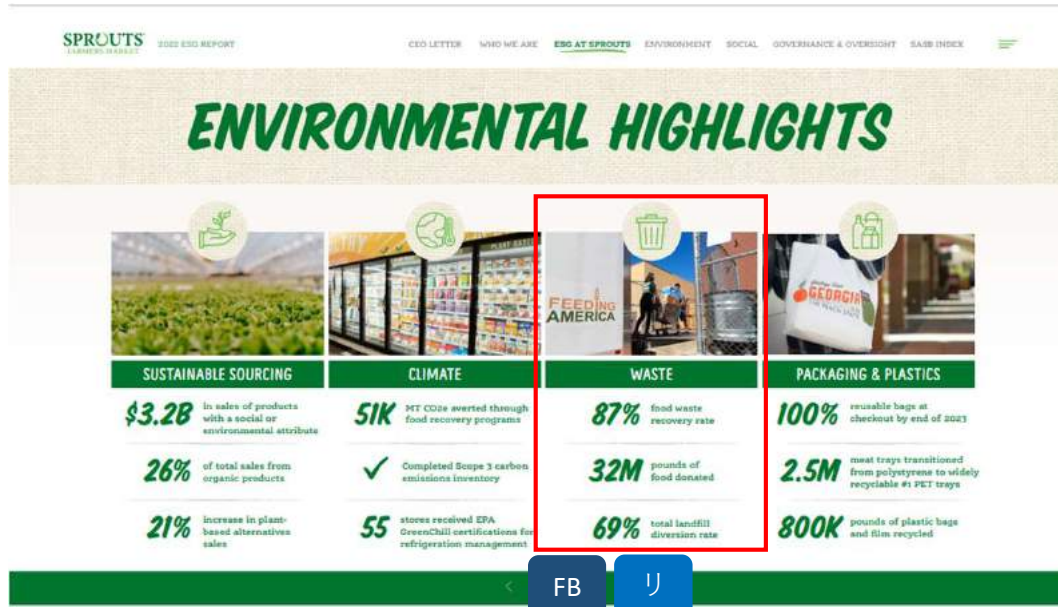 SPROUTS
FARMERS MARKET
2022 ESG REPORT
CEO LETTER WHO WE ARE ESG AT SPROUTS ENVIRONMENT SOCIAL GOVERNANCE & OVERSIGHT SASB INDEX
ENVIRONMENTAL HIGHLIGHTS
FEEDING
AMERICA
GEORGIA
SUSTAINABLE SOURCING
$3.2B in sales of products
with a social or
environmental attribute
26% of total sales from
organic products
21% increase in plant-
based alternatives
sales
CLIMATE
51K MT CO2e averted through
food recovery programs
✓ Completed Scope 3 carbon
emissions inventory
55 stores received EPA
GreenChill certifications for
refrigeration management
WASTE
87% food waste
recovery rate
32M pounds of
food donated
69% total landfill
diversion rate
PACKAGING & PLASTICS
100% reusable bags at
checkout by end of 2023
2.5M meat trays transitioned
from polystyrene to widely
recyclable #1 PET trays
800K pounds of plastic bags
and film recycled
<
FB
リ